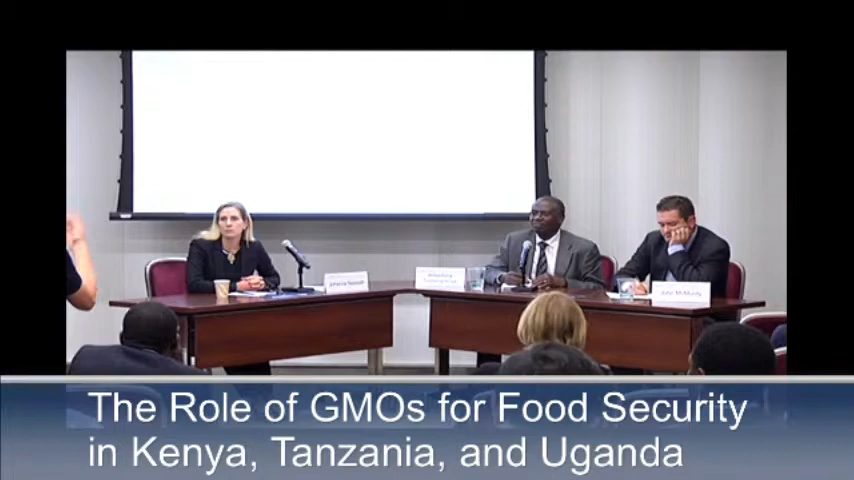 The Role of GMOs for Food Security
in Kenya, Tanzania, and Uganda